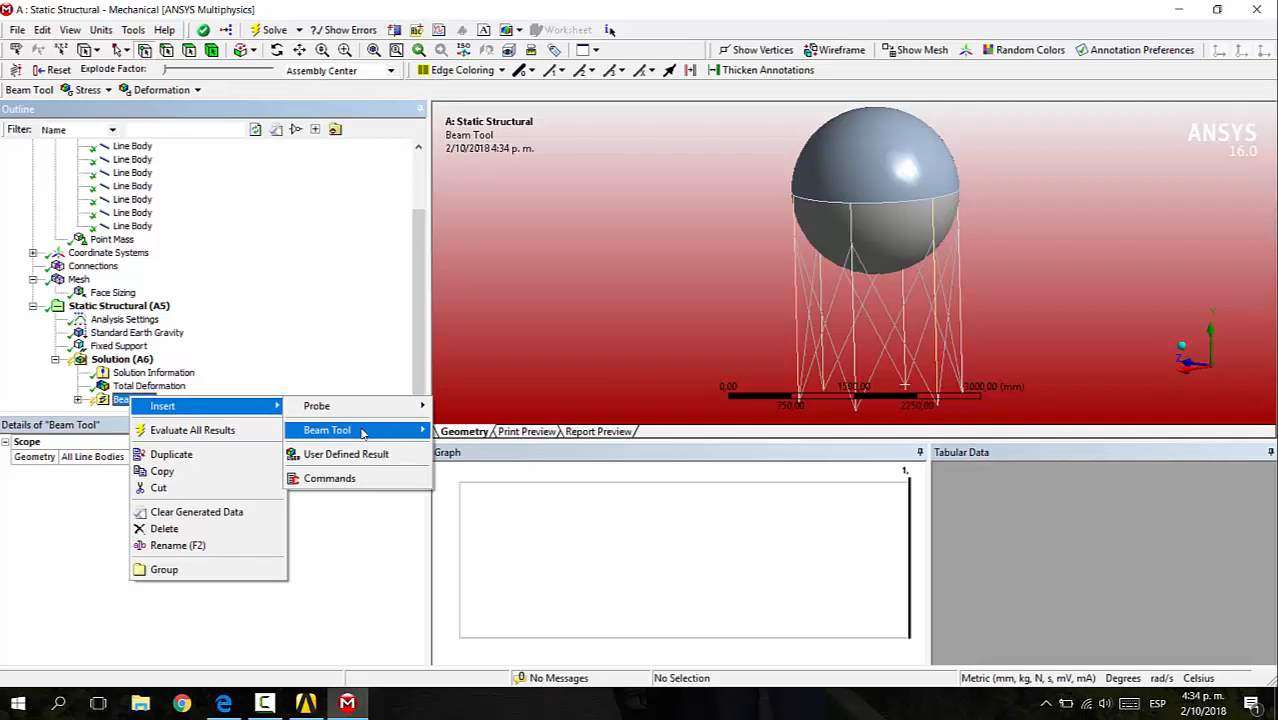 A : Static Structural - Mechanical [ANSYS Multiphysics]
File Edit View Units Tools Help Solve ?/ Show Errors Worksheet
Show Vertices Wireframe Show Mesh Random Colors Annotation Preferences
Reset Explode Factor: Assembly Center Edge Coloring Thicken Annotations
Beam Tool Stress Deformation
Outline
Filter: Name
Line Body
Line Body
Line Body
Line Body
Line Body
Line Body
Line Body
Point Mass
Coordinate Systems
Connections
Mesh
Face Sizing
Static Structural (A5)
Analysis Settings
Standard Earth Gravity
Fixed Support
Solution (A6)
Solution Information
Total Deformation
Bea
Details of "Beam Tool"
Scope
Geometry All Line Bodies
Insert
Evaluate All Results
Duplicate
Copy
Cut
Clear Generated Data
Delete
Rename (F2)
Group
Probe
Beam Tool
User Defined Result
Commands
A: Static Structural
Beam Tool
2/10/2018 4:34 p. m.
ANSYS
16.0
Y
Z
0,00 1500,00 3000,00 (mm)
750,00 2250,00
Geometry Print Preview Report Preview
Graph
1,
Tabular Data
No Messages No Selection Metric (mm, kg, N, s, mV, mA) Degrees rad/s Celsius
ESP
4:34 p. m.
2/10/2018